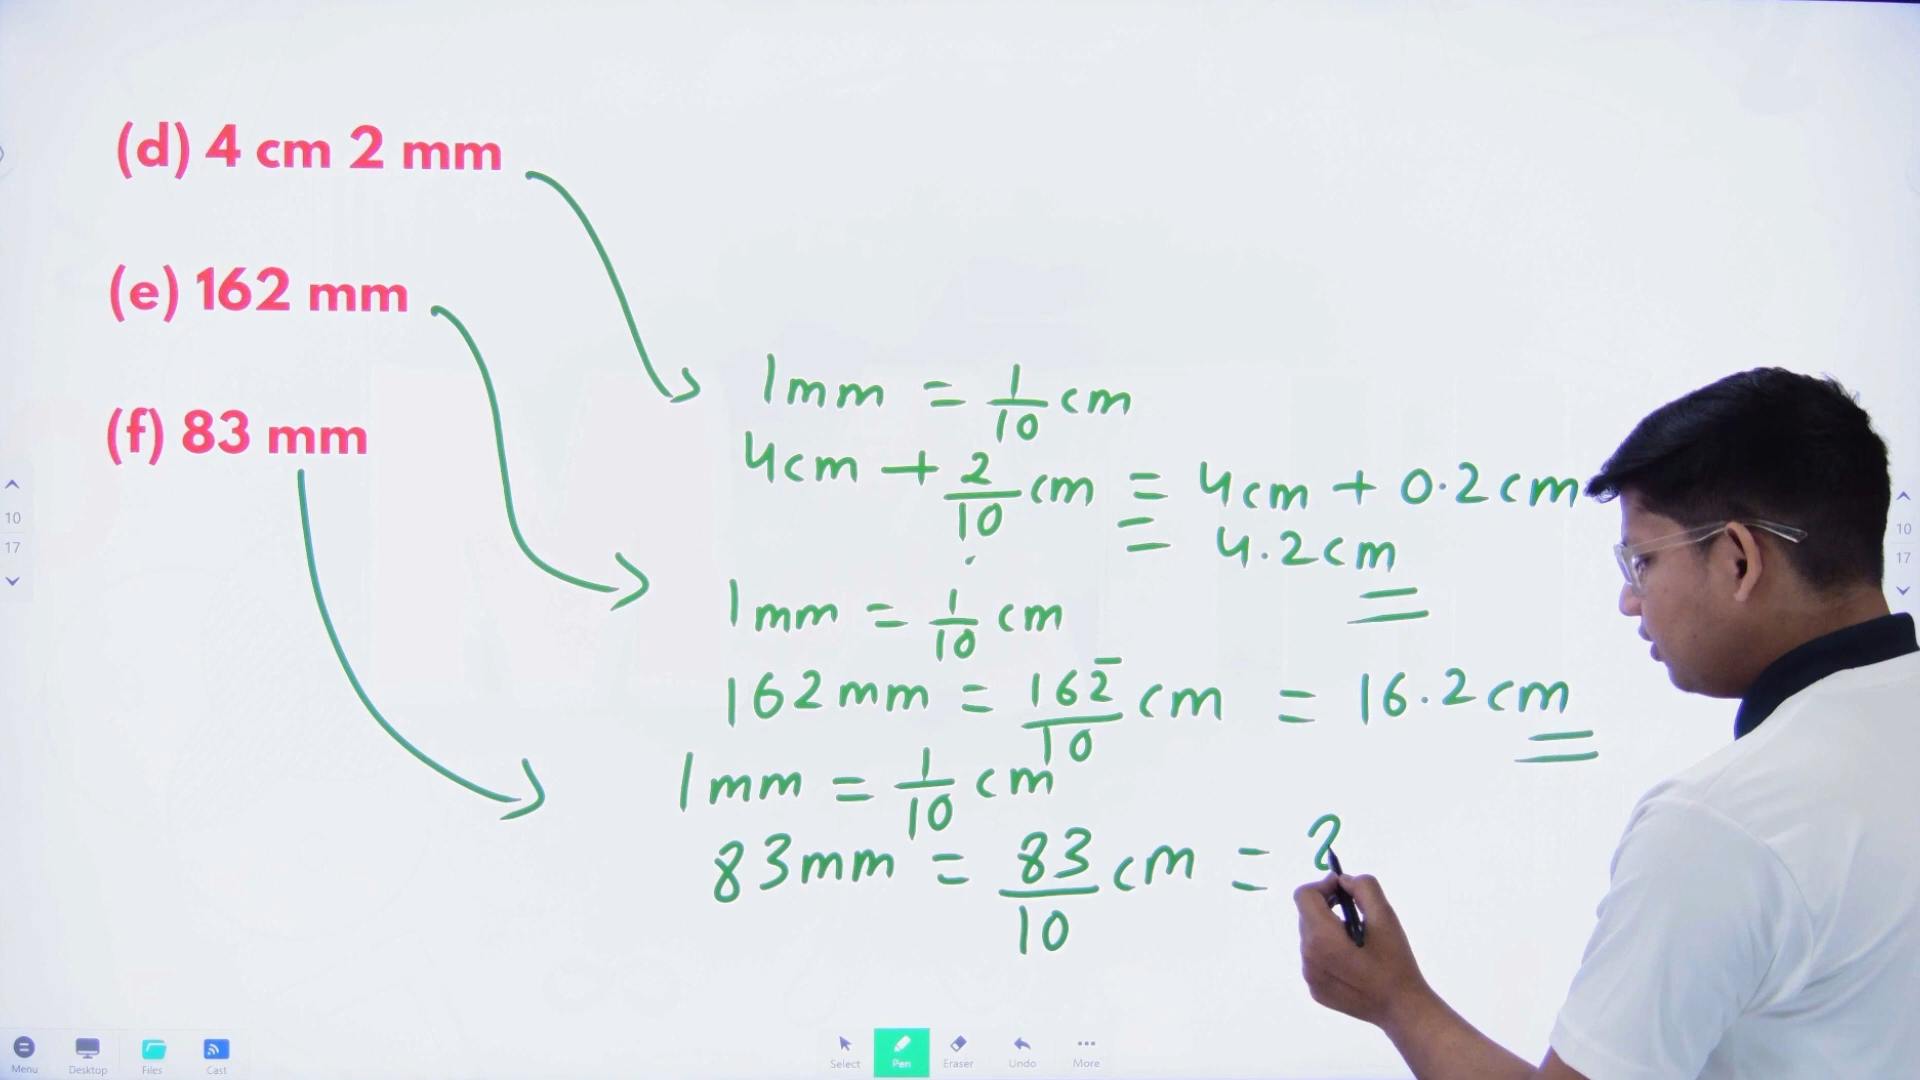 (d) 4 cm 2 mm
(e) 162 mm
(f) 83 mm
1mm = 1/10 cm
4cm + 2/10 cm = 4cm + 0.2cm
= 4.2cm
1mm = 1/10 cm
162mm = 162/10 cm = 16.2cm
1mm = 1/10 cm
83mm = 83/10 cm = 8
10
17
10
17
Menu
Desktop
Files
Cast
Select
Pen
Eraser
Undo
More